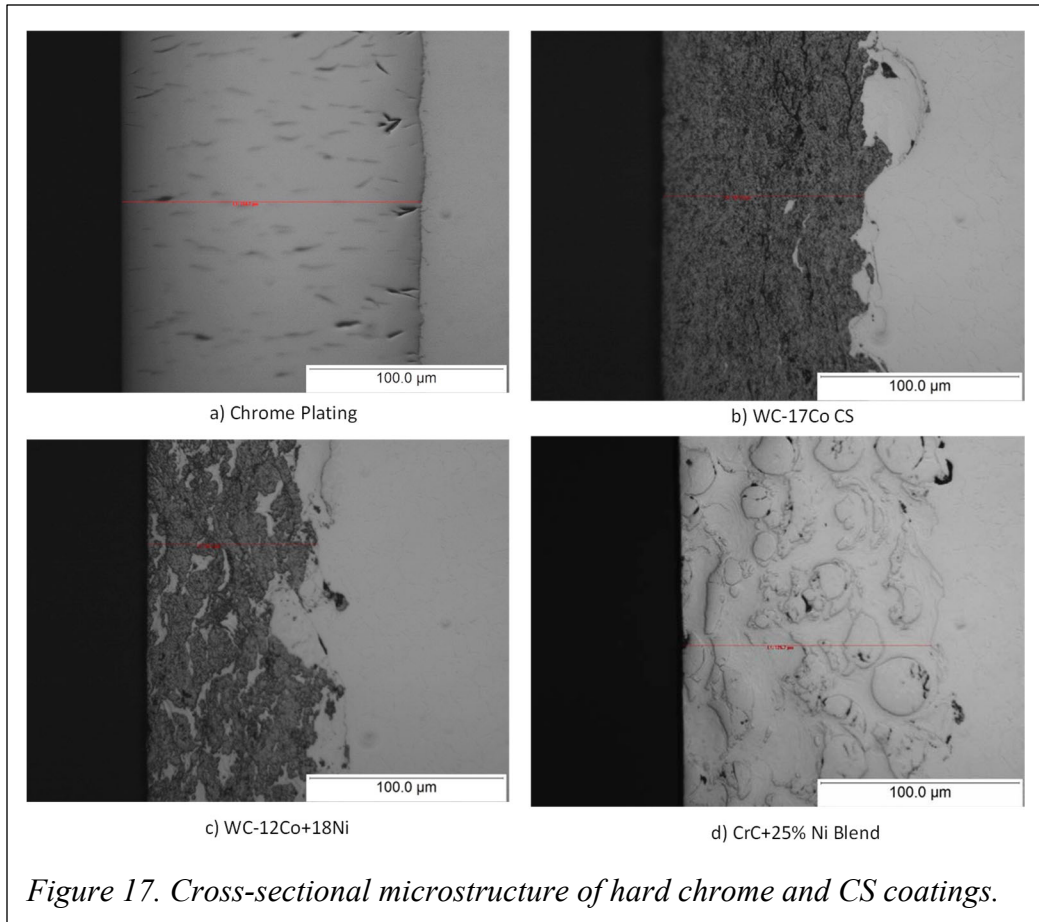 100.0 µm
100.0 µm
a) Chrome Plating
b) WC-17Co CS
100.0 µm
100.0 µm
c) WC-12Co+18Ni
d) CrC+25% Ni Blend
Figure 17. Cross-sectional microstructure of hard chrome and CS coatings.